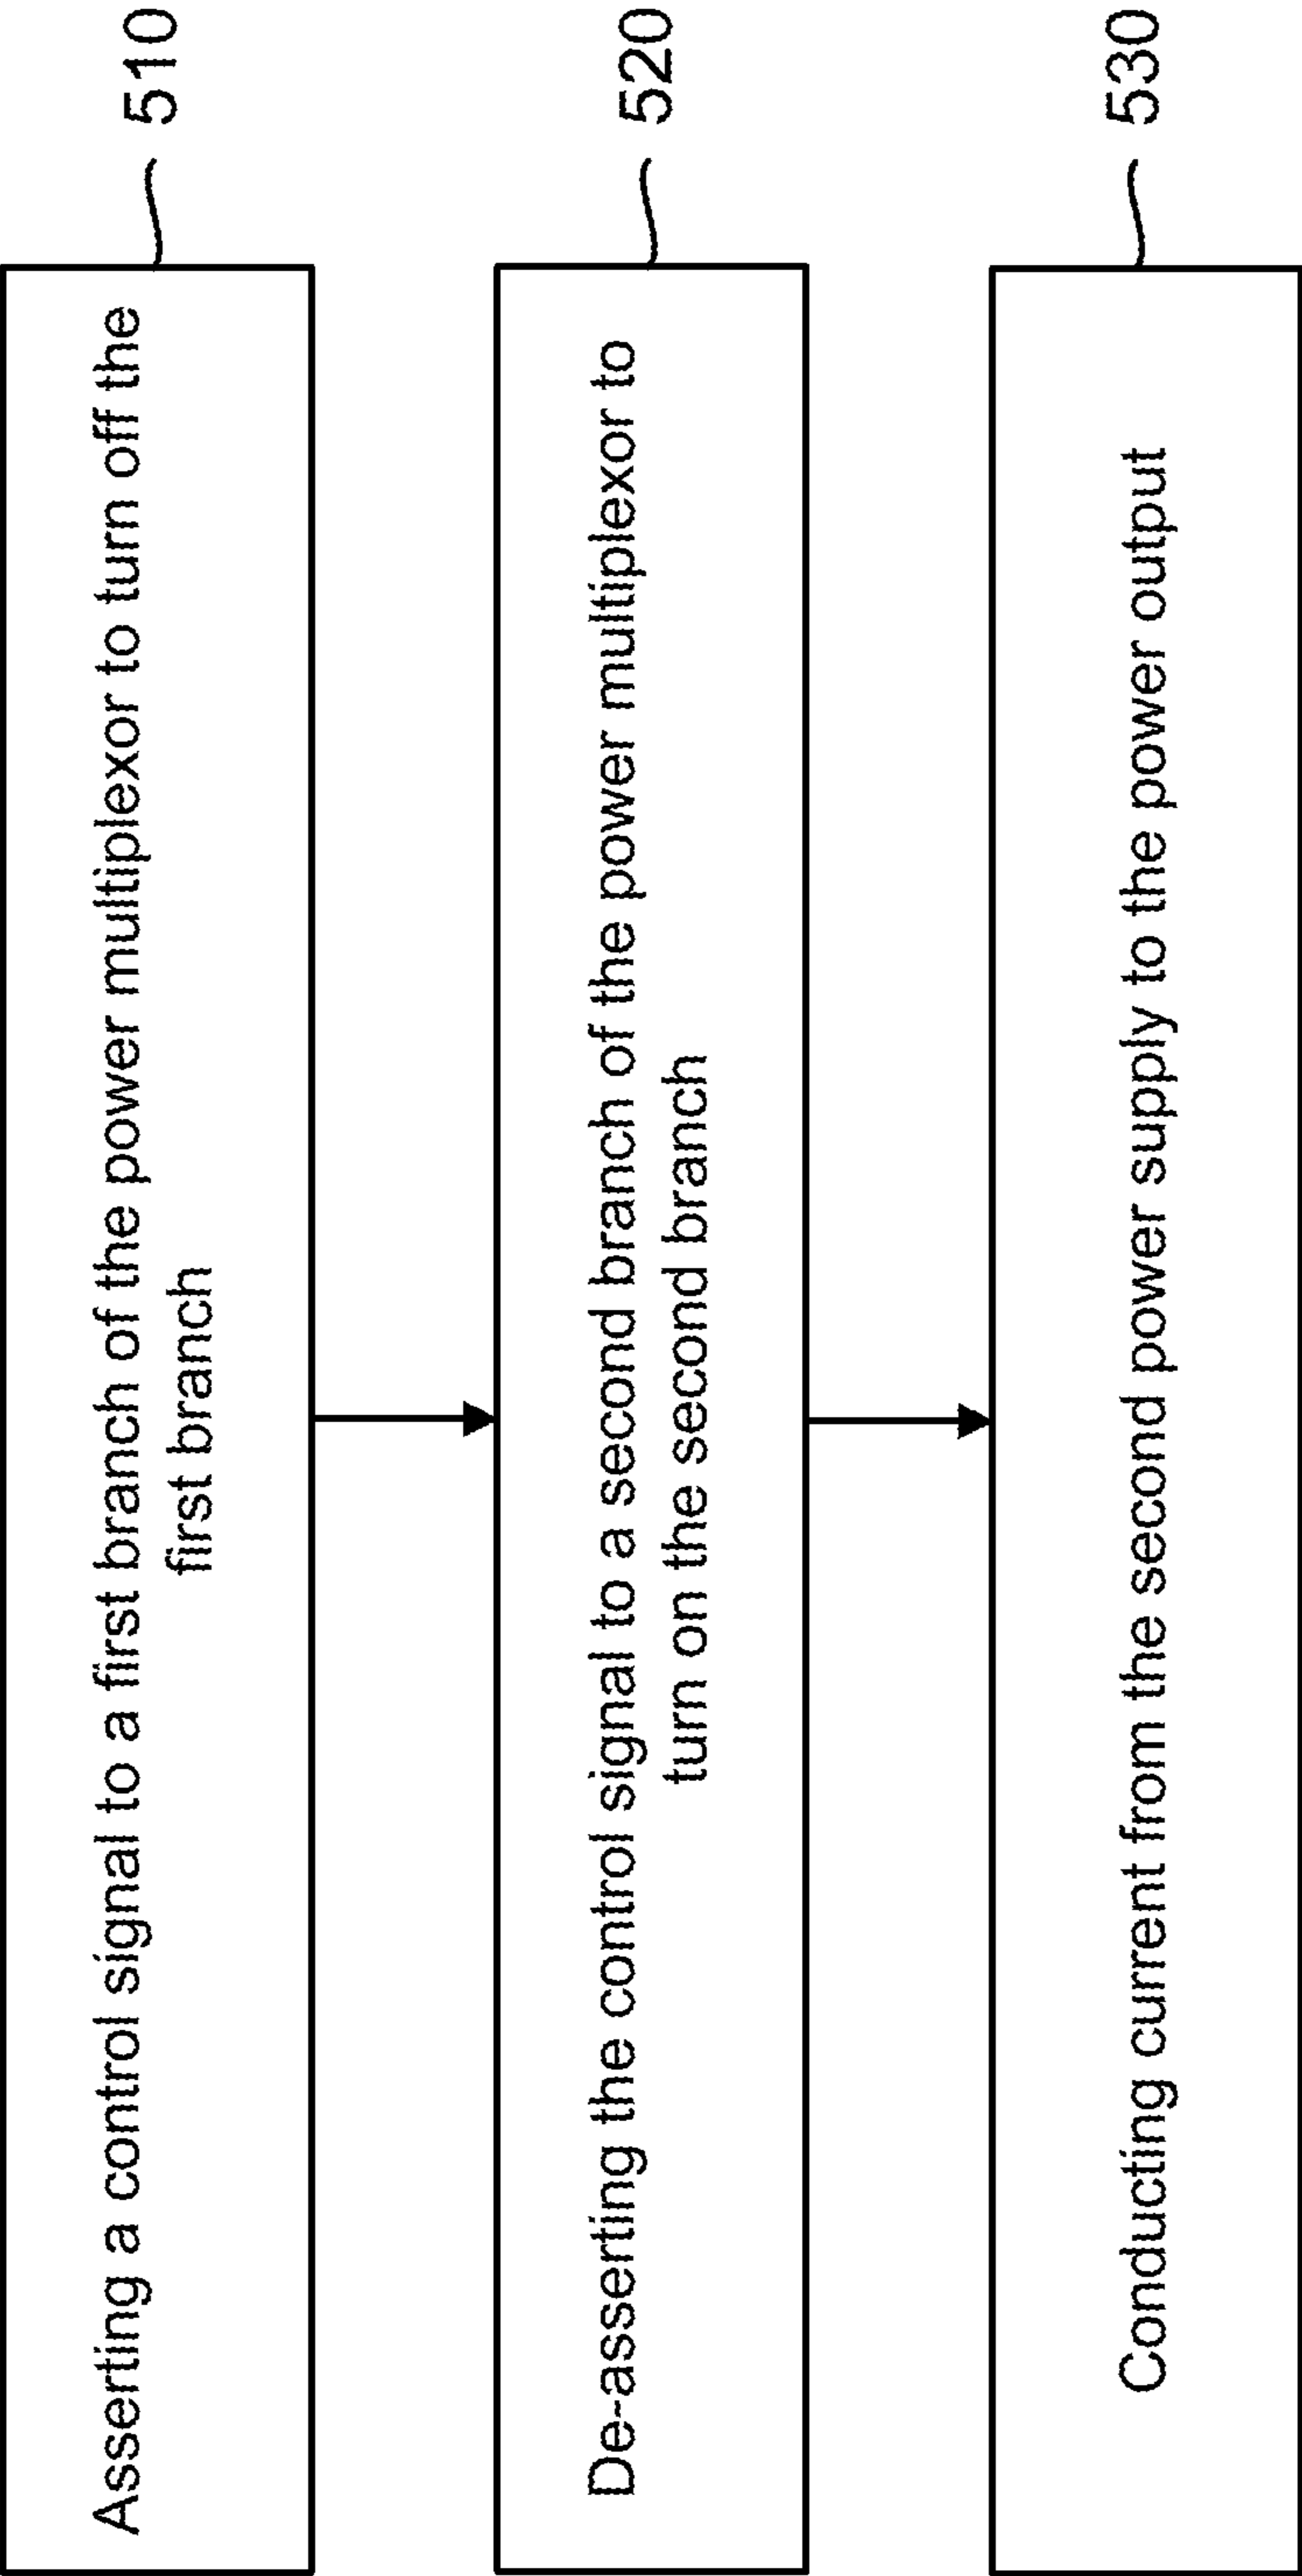 Asserting a control signal to a first branch of the power multiplexor to turn off the
first branch
510
De-asserting the control signal to a second branch of the power multiplexor to
turn on the second branch
520
Conducting current from the second power supply to the power output
530